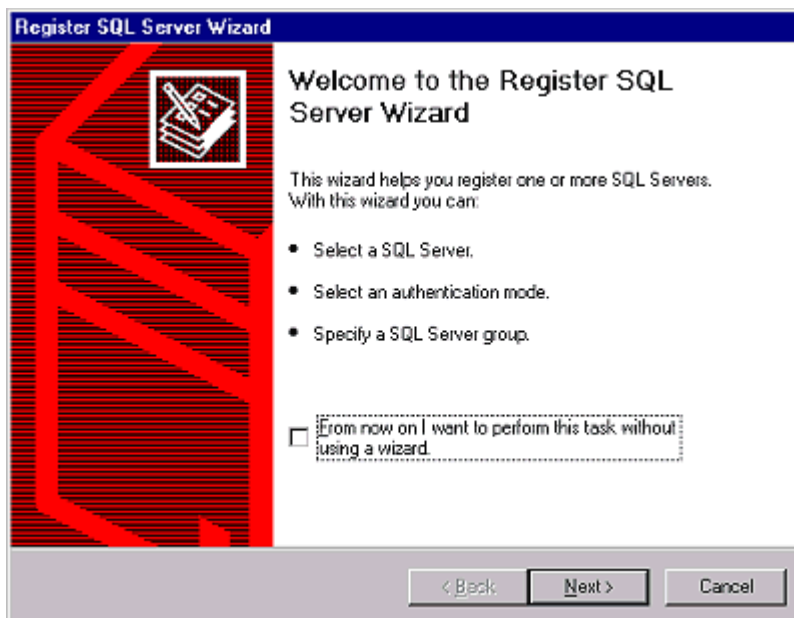 Register SQL Server Wizard
Welcome to the Register SQL
Server Wizard
This wizard helps you register one or more SQL Servers.
With this wizard you can:
• Select a SQL Server.
• Select an authentication mode.
• Specify a SQL Server group.
From now on I want to perform this task without
using a wizard.
< Back
Next >
Cancel